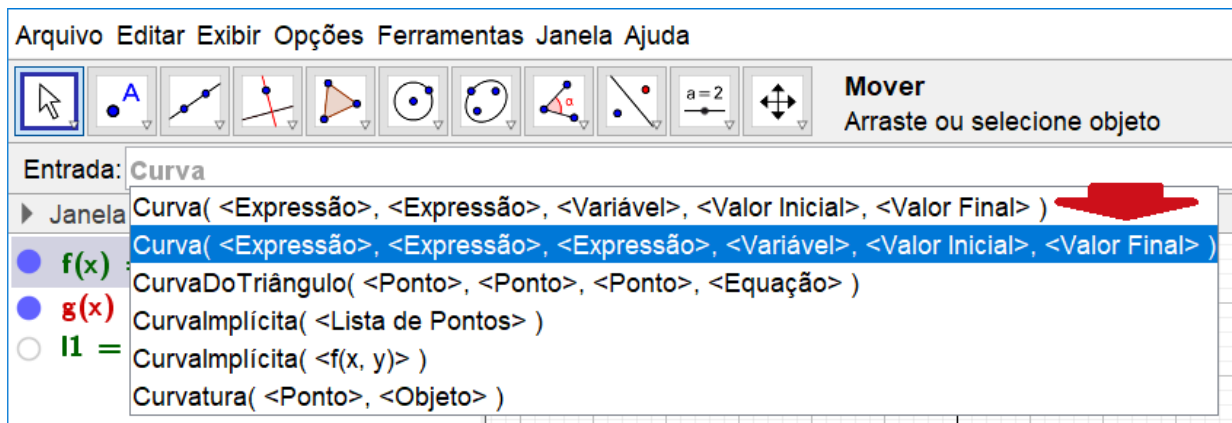 Arquivo Editar Exibir Opções Ferramentas Janela Ajuda
A
α
a = 2
Mover
Arraste ou selecione objeto
Entrada: Curva
Janela
Curva( <Expressão>, <Expressão>, <Variável>, <Valor Inicial>, <Valor Final> )
Curva( <Expressão>, <Expressão>, <Expressão>, <Variável>, <Valor Inicial>, <Valor Final> )
f(x)
CurvaDoTriângulo( <Ponto>, <Ponto>, <Ponto>, <Equação> )
g(x)
CurvaImplícita( <Lista de Pontos> )
l1 =
CurvaImplícita( <f(x, y)> )
Curvatura( <Ponto>, <Objeto> )